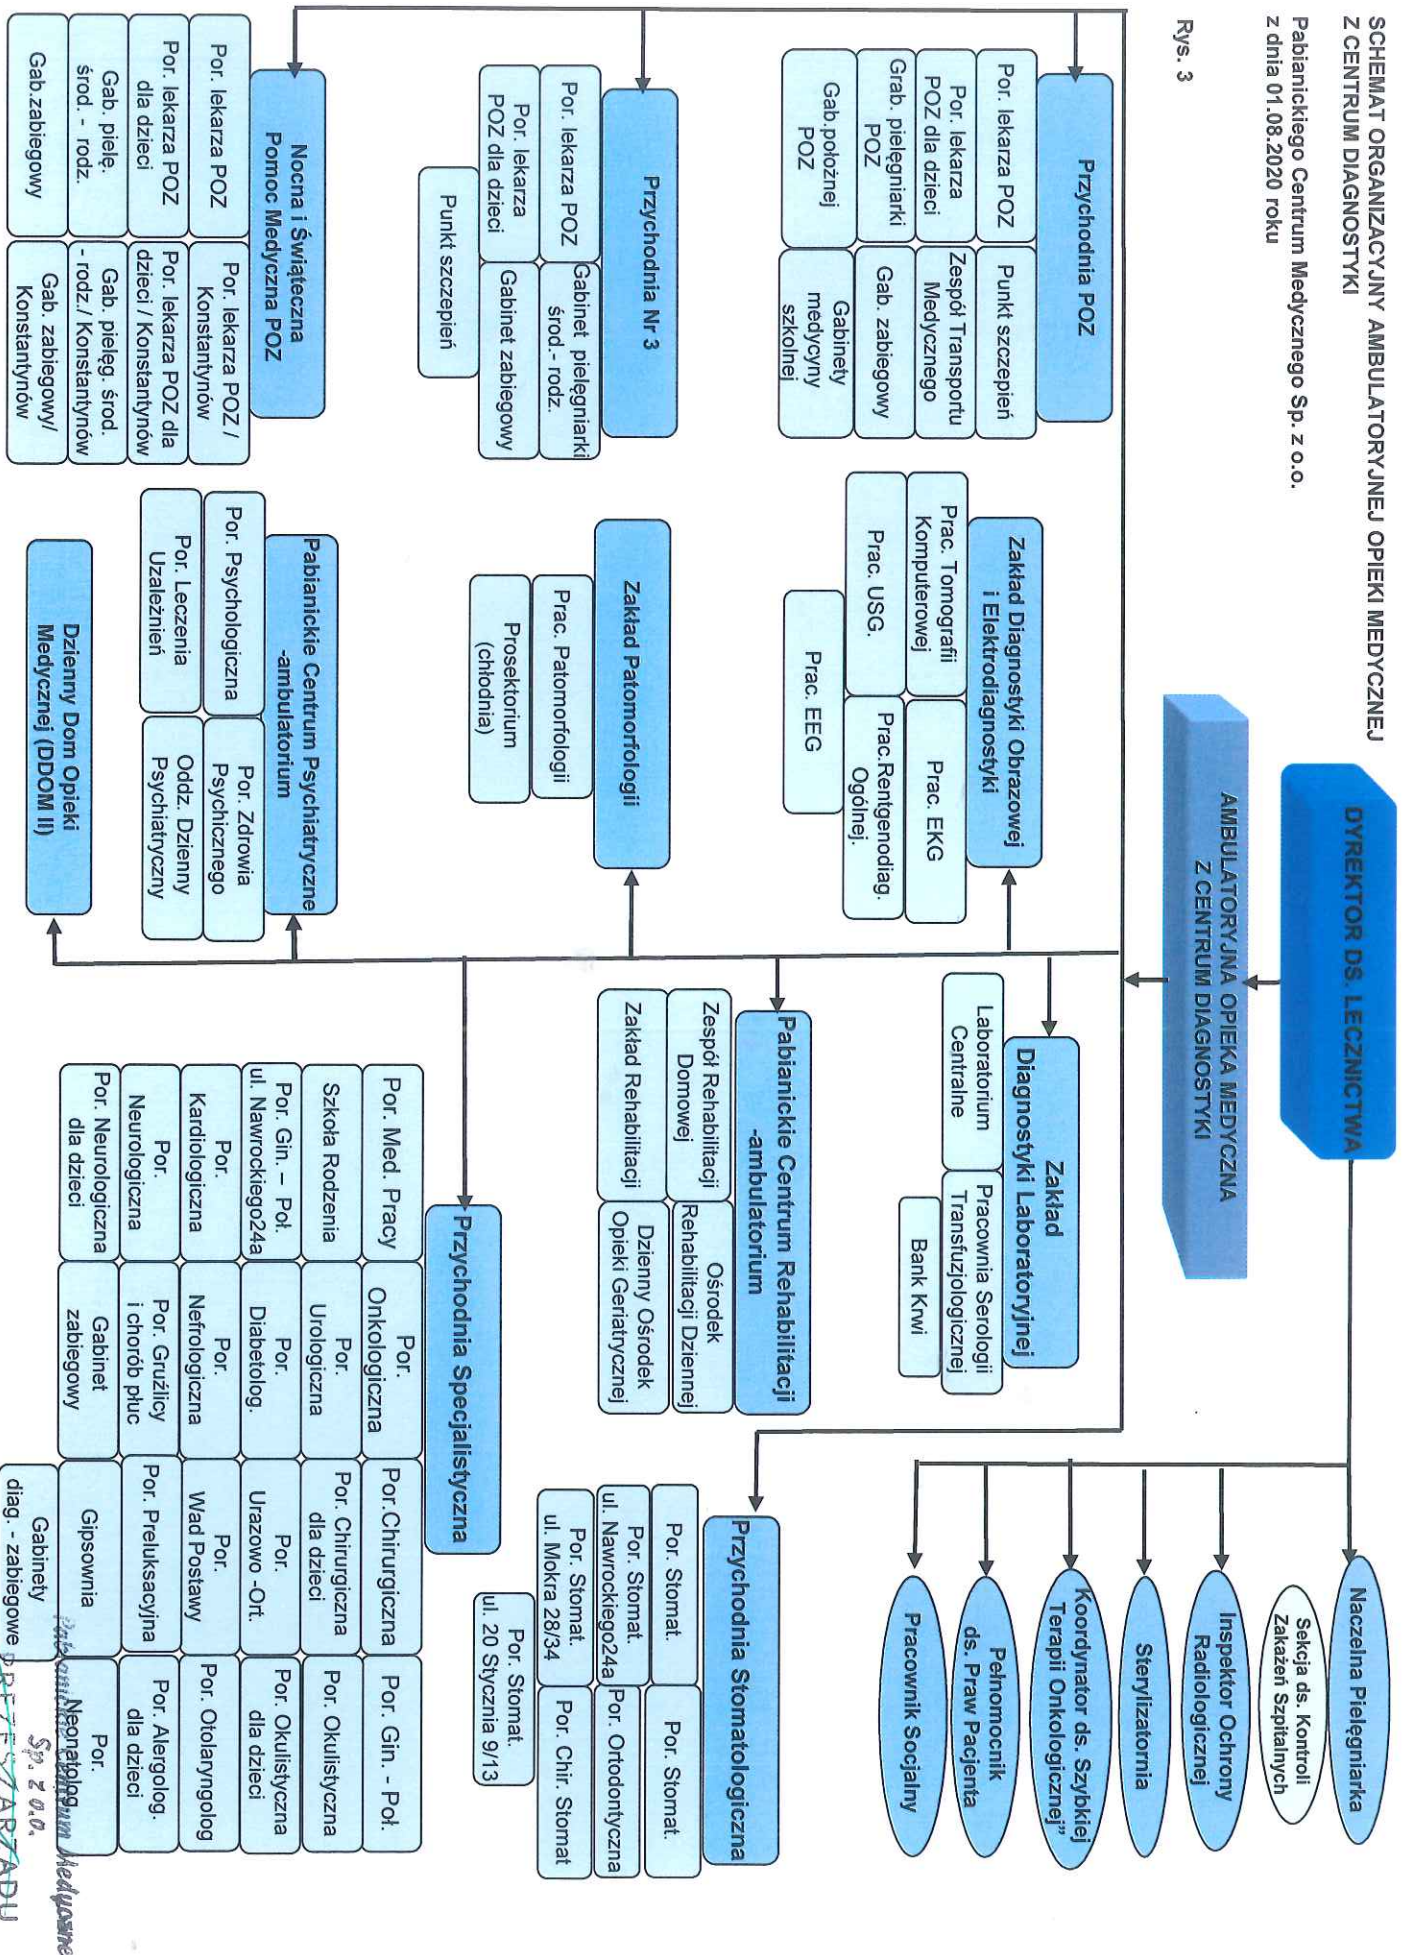 SCHEMAT ORGANIZACYJNY AMBULATORYJNEJ OPIEKI MEDYCZNEJ
Z CENTRUM DIAGNOSTYKI
Pabianickiego Centrum Medycznego Sp. z o.o.
z dnia 01.08.2020 roku
Rys. 3
DYREKTOR DS. LECZNICTWA
AMBULATORYJNA OPIEKA MEDYCZNA
Z CENTRUM DIAGNOSTYKI
Naczelna Pielęgniarka
Sekcja ds. Kontroli
Zakażeń Szpitalnych
Inspektor Ochrony
Radiologicznej
Sterylizatornia
Koordynator ds. Szybkiej
Terapii Onkologicznej”
Pełnomocnik
ds. Praw Pacjenta
Pracownik Socjalny
Przychodnia POZ
Por. lekarza POZ
Punkt szczepień
Por. lekarza
POZ dla dzieci
Zespół Transportu
Medycznego
Grab. pielęgniarki
POZ
Gab. zabiegowy
Gab.położnej
POZ
Gabinety
medycyny
szkolnej
Zakład Diagnostyki Obrazowej
i Elektrodiagnostyki
Prac. Tomografii
Komputerowej
Prac. EKG
Prac. USG.
Prac.Rentgenodiag.
Ogólnej.
Prac. EEG
Zakład
Diagnostyki Laboratoryjnej
Laboratorium
Centralne
Pracownia Serologii
Transfuzjologicznej
Bank Krwi
Przychodnia Nr 3
Por. lekarza POZ
Gabinet pielęgniarki
środ.- rodz.
Por. lekarza
POZ dla dzieci
Gabinet zabiegowy
Punkt szczepień
Zakład Patomorfologii
Prac. Patomorfologii
Prosektorium
(chłodnia)
Pabianickie Centrum Rehabilitacji
-ambulatorium
Zespół Rehabilitacji
Domowej
Ośrodek
Rehabilitacji Dziennej
Zakład Rehabilitacji
Dzienny Ośrodek
Opieki Geriatrycznej
Przychodnia Stomatologiczna
Por. Stomat.
Por. Stomat.
Por. Stomat.
ul. Nawrockiego24a
Por. Ortodontyczna
Por. Stomat.
ul. Mokra 28/34
Por. Chir. Stomat
Por. Stomat.
ul. 20 Stycznia 9/13
Nocna i Świąteczna
Pomoc Medyczna POZ
Por. lekarza POZ
Por. lekarza POZ /
Konstantynów
Por. lekarza POZ
dla dzieci
Por. lekarza POZ dla
dzieci / Konstantynów
Gab. pielę.
środ. - rodz.
Gab. pielęg. środ.
- rodz./ Konstantynów
Gab.zabiegowy
Gab. zabiegowy/
Konstantynów
Pabianickie Centrum Psychiatryczne
-ambulatorium
Por. Psychologiczna
Por. Zdrowia
Psychicznego
Por. Leczenia
Uzależnień
Oddz. Dzienny
Psychiatryczny
Dzienny Dom Opieki
Medycznej (DDOM II)
Przychodnia Specjalistyczna
Por. Med. Pracy
Por.
Onkologiczna
Por.Chirurgiczna
Por. Gin. - Poł.
Szkoła Rodzenia
Por.
Urologiczna
Por. Chirurgiczna
dla dzieci
Por. Okulistyczna
Por. Gin. – Poł.
ul. Nawrockiego24a
Por.
Diabetolog.
Por.
Urazowo -Ort.
Por. Okulistyczna
dla dzieci
Por.
Kardiologiczna
Por.
Nefrologiczna
Por.
Wad Postawy
Por. Otolaryngolog
Por.
Neurologiczna
Por. Gruźlicy
i chorób płuc
Por. Preluksacyjna
Por. Alergolog.
dla dzieci
Por. Neurologiczna
dla dzieci
Gabinet
zabiegowy
Gipsownia
Por.
Neonatolog.
Gabinety
diag. - zabiegowe
Pabianickie Centrum Medyczne
Sp. z o.o.
PREZES ZARZĄDU